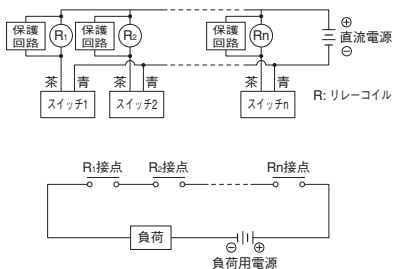 保護
回路
R₁
保護
回路
R₂
保護
回路
Rn
⊕
直流電源
⊖
茶 青
茶 青
茶 青
スイッチ1
スイッチ2
スイッチn
R: リレーコイル
R₁接点
R₂接点
Rn接点
負荷
⊖ ⊕
負荷用電源